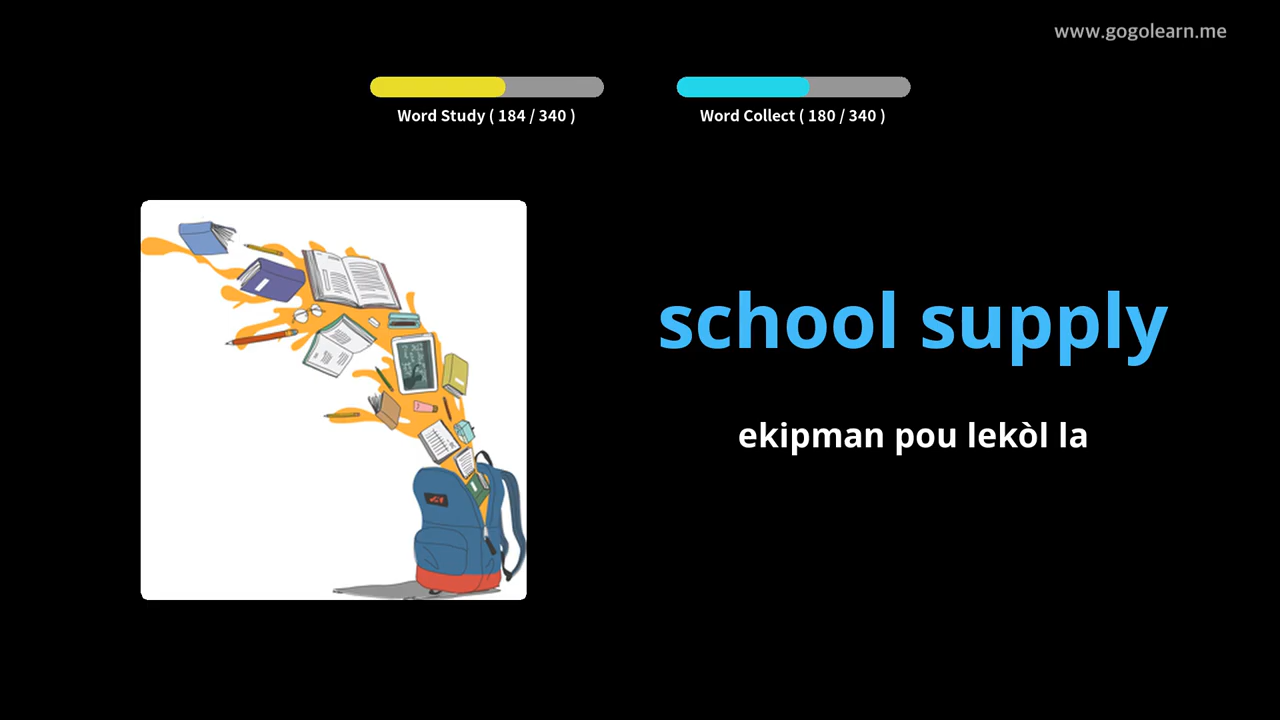 www.gogolearn.me
Word Study ( 184 / 340 )
Word Collect ( 180 / 340 )
school supply
ekipman pou lekòl la